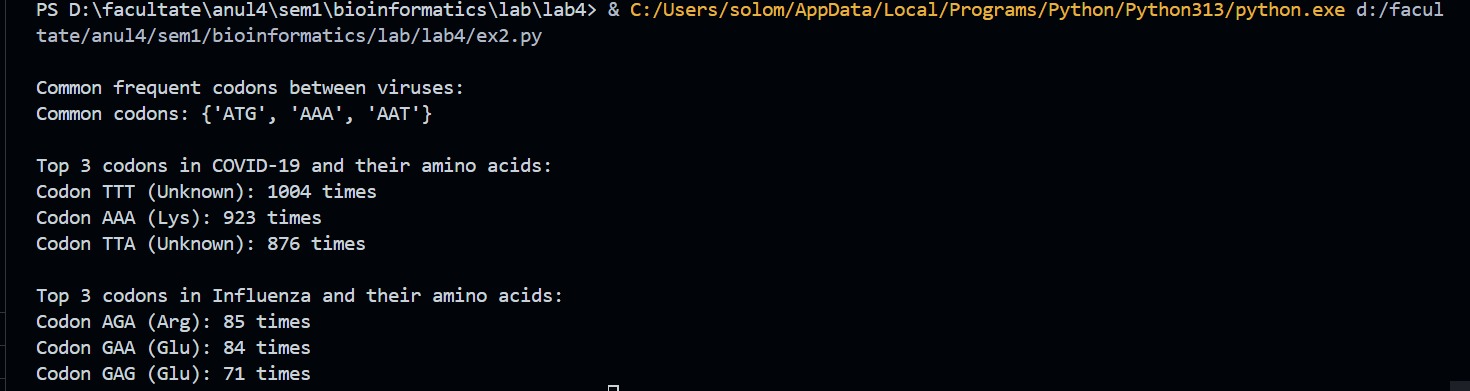 PS D:\facultate\anul4\sem1\bioinformatics\lab\lab4> & C:/Users/solom/AppData/Local/Programs/Python/Python313/python.exe d:/facul
tate/anul4/sem1/bioinformatics/lab/lab4/ex2.py
Common frequent codons between viruses:
Common codons: {'ATG', 'AAA', 'AAT'}
Top 3 codons in COVID-19 and their amino acids:
Codon TTT (Unknown): 1004 times
Codon AAA (Lys): 923 times
Codon TTA (Unknown): 876 times
Top 3 codons in Influenza and their amino acids:
Codon AGA (Arg): 85 times
Codon GAA (Glu): 84 times
Codon GAG (Glu): 71 times